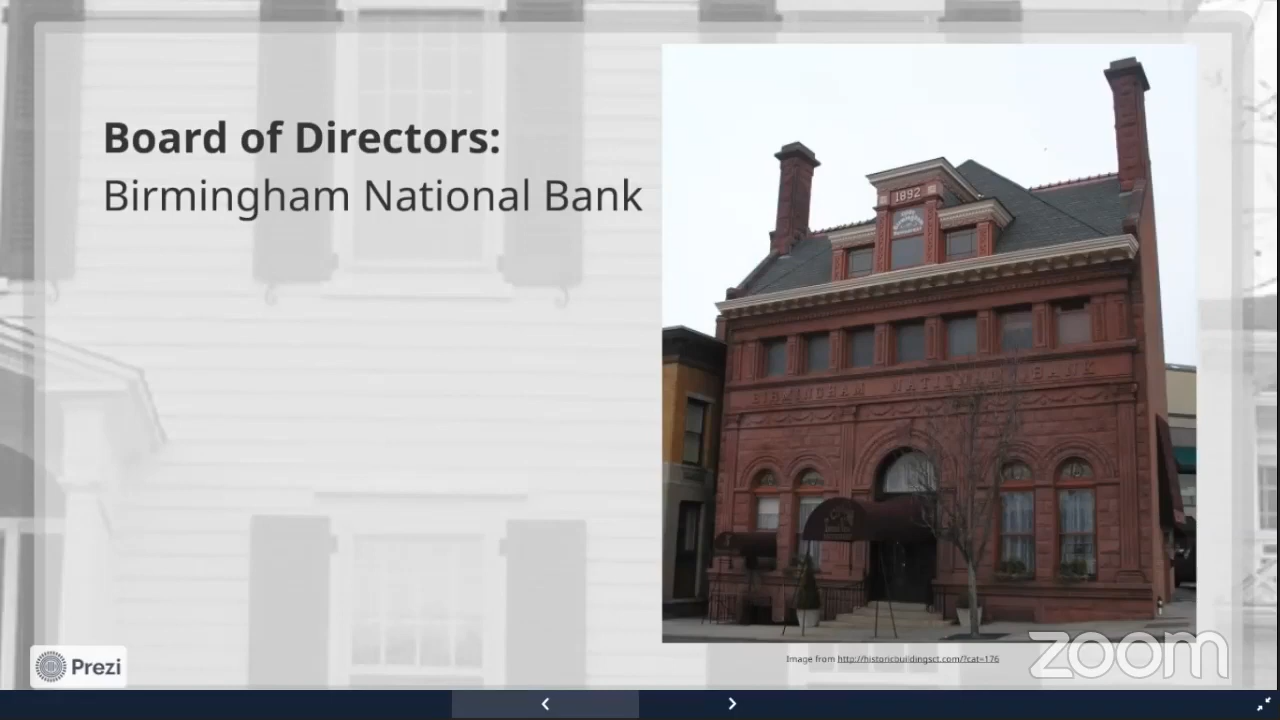 Board of Directors:
Birmingham National Bank
1892
BIRMINGHAM NATIONAL BANK
Image from http://historicbuildingsct.com/?cat=176
Prezi
zoom